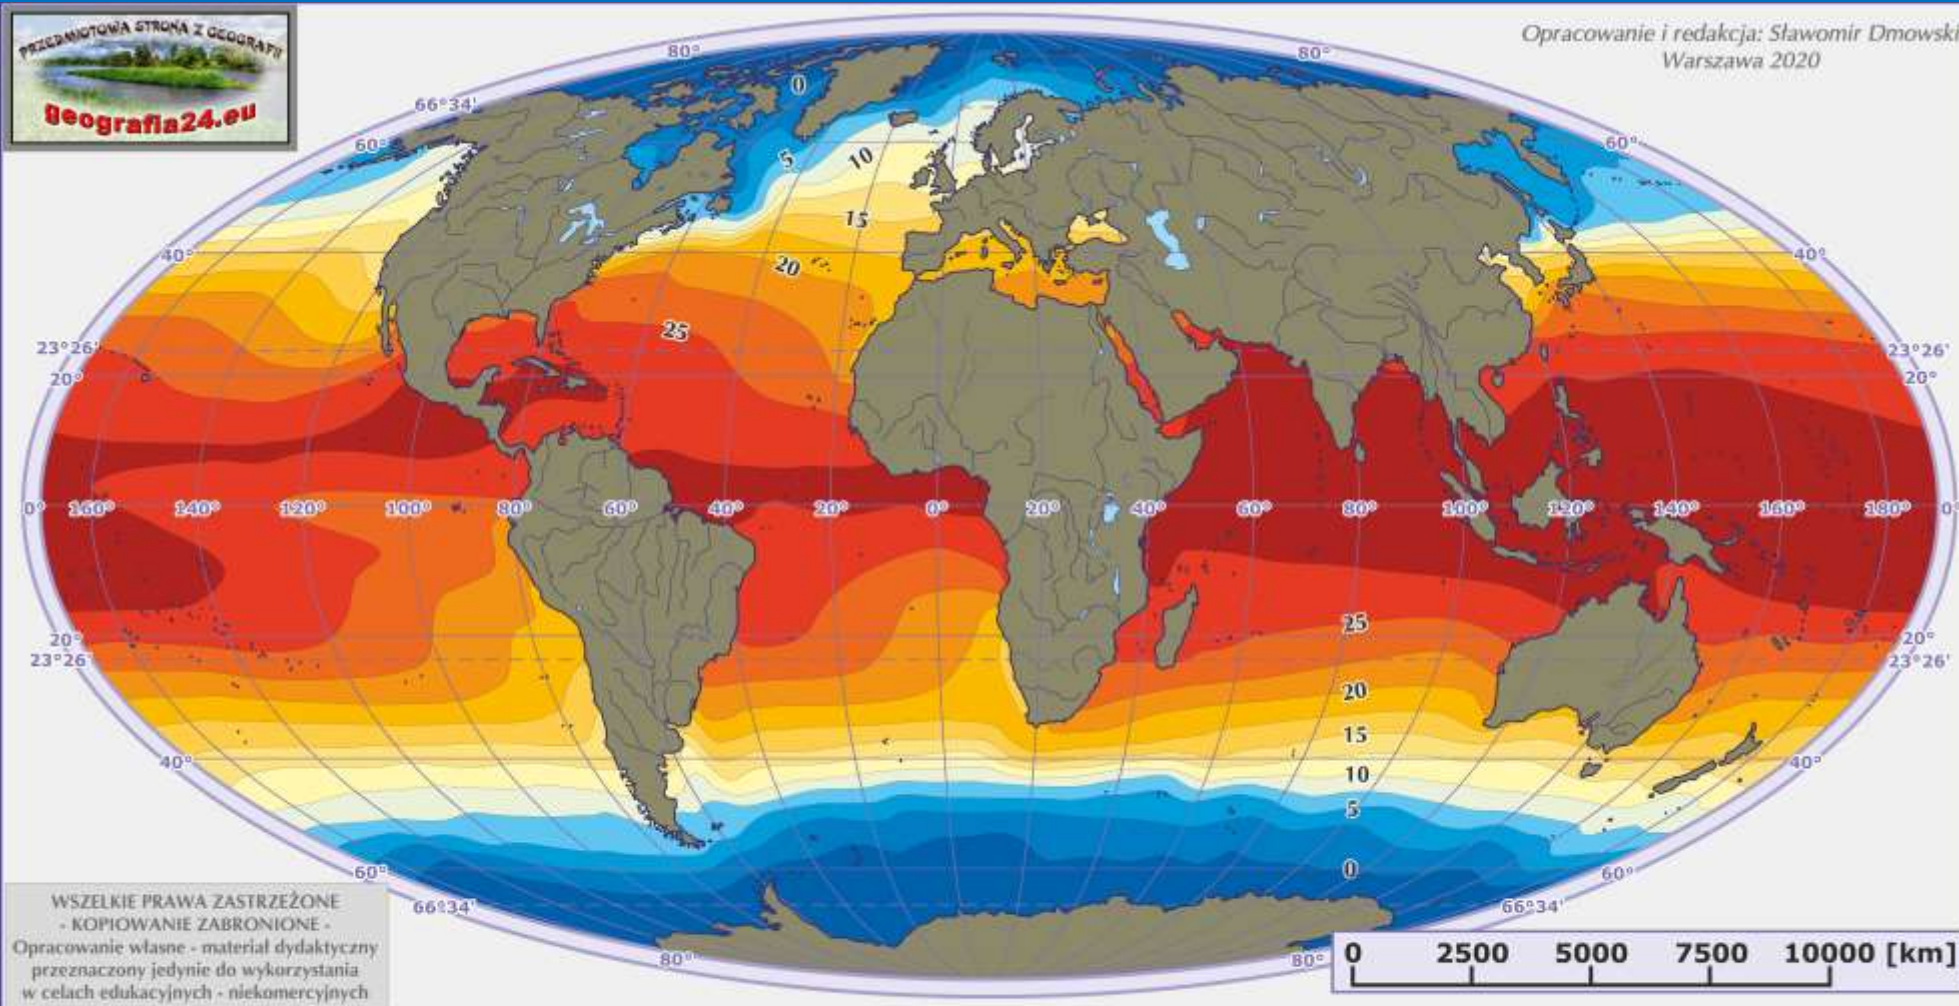 PRZEDMIOTOWA STRONA Z GEOGRAFII
geografia24.eu
Opracowanie i redakcja: Sławomir Dmowski
Warszawa 2020
80° 80°
66°34'
60° 60°
40° 40°
23°26' 23°26'
20° 20°
0 5 10 15 20 25
0° 160° 140° 120° 100° 80° 60° 40° 20° 0° 20° 40° 60° 80° 100° 120° 140° 160° 180° 0°
25
20° 20°
23°26' 23°26'
20
15
40° 40°
10
5
0
60° 60°
66°34' 66°34'
80° 80°
WSZELKIE PRAWA ZASTRZEŻONE
- KOPIOWANIE ZABRONIONE -
Opracowanie własne - materiał dydaktyczny
przeznaczony jedynie do wykorzystania
w celach edukacyjnych - niekomercyjnych
0 2500 5000 7500 10000 [km]